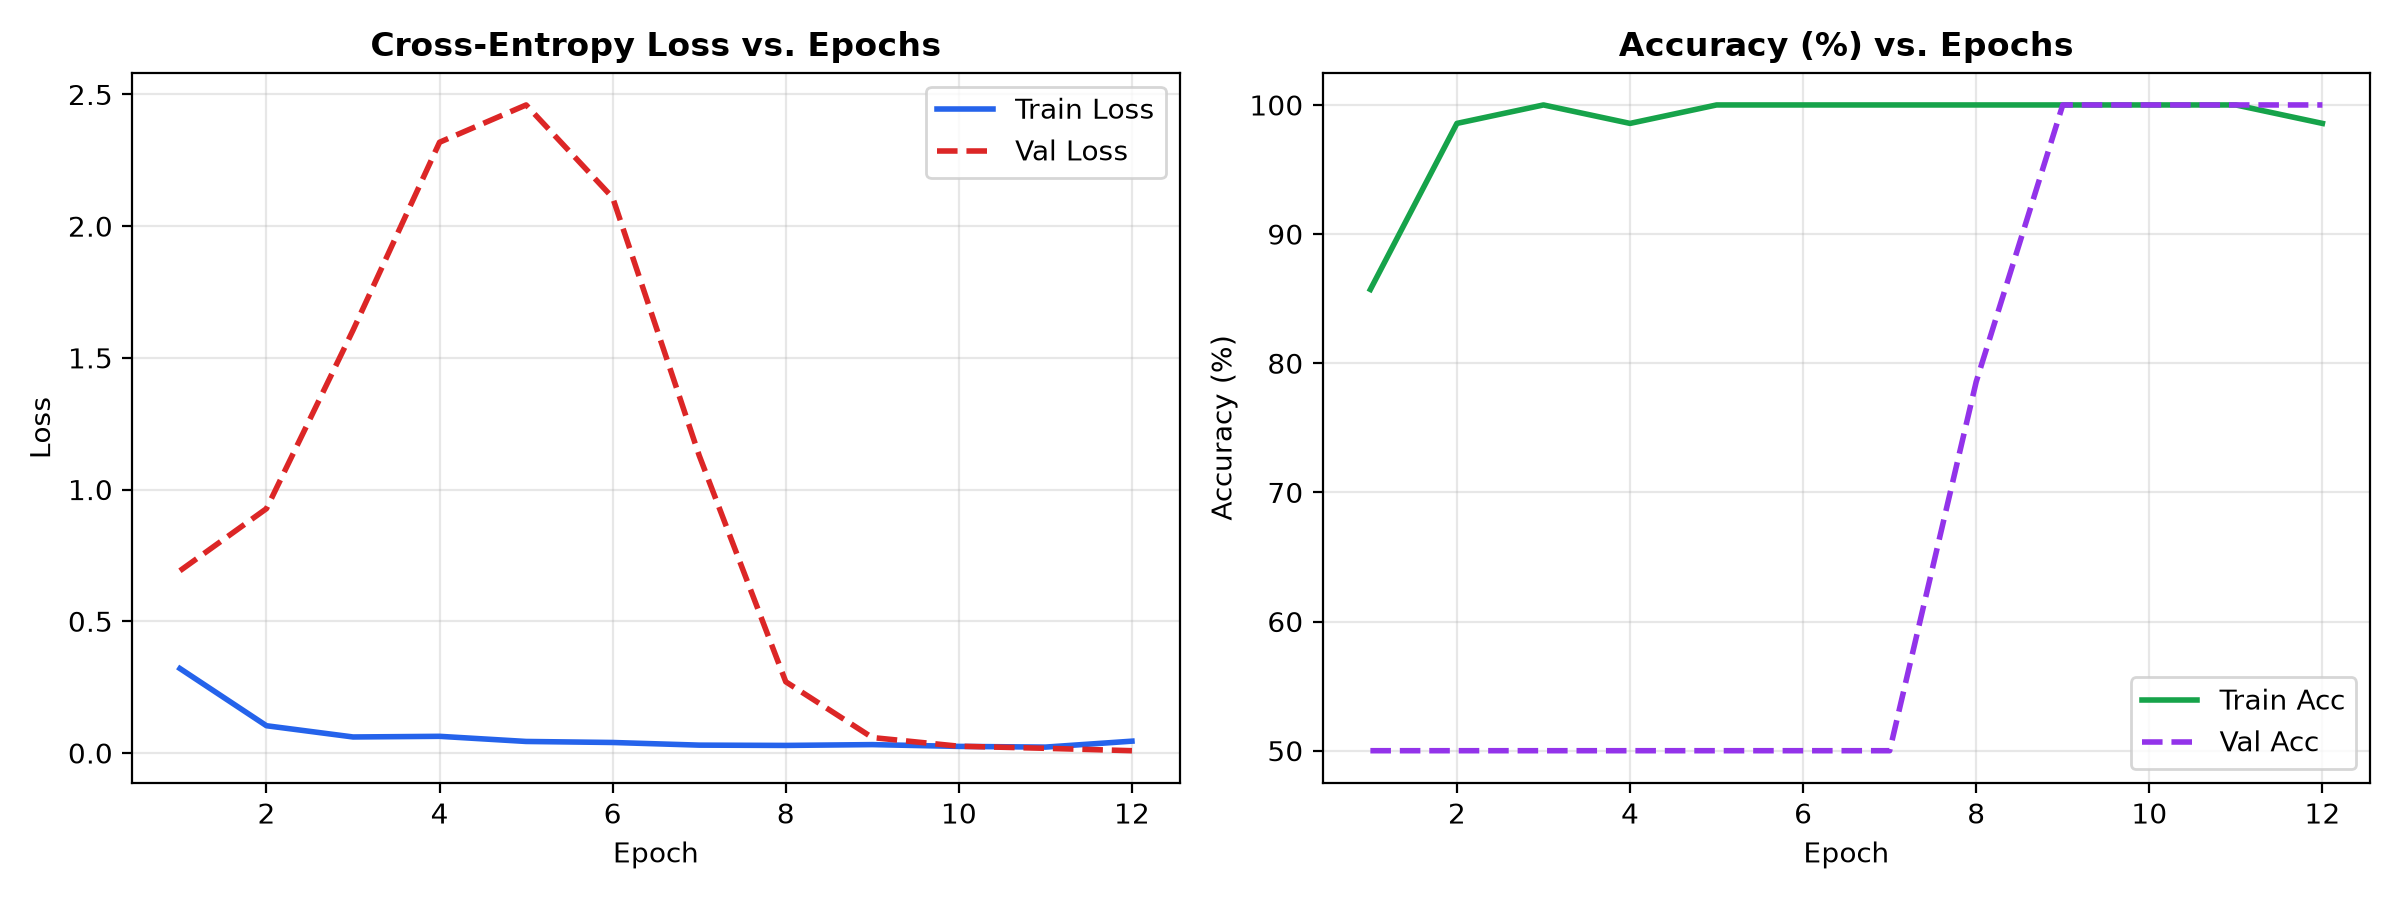 Cross-Entropy Loss vs. Epochs
2.5
2.0
1.5
1.0
0.5
0.0
Loss
2 4 6 8 10 12
Epoch
Train Loss
Val Loss
Accuracy (%) vs. Epochs
100
90
80
70
60
50
Accuracy (%)
2 4 6 8 10 12
Epoch
Train Acc
Val Acc